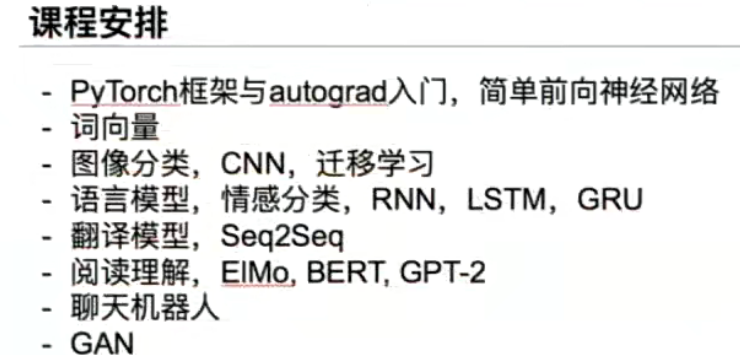 课程安排
- PyTorch框架与autograd入门，简单前向神经网络
- 词向量
- 图像分类，CNN，迁移学习
- 语言模型，情感分类，RNN，LSTM，GRU
- 翻译模型，Seq2Seq
- 阅读理解，ElMo, BERT, GPT-2
- 聊天机器人
- GAN